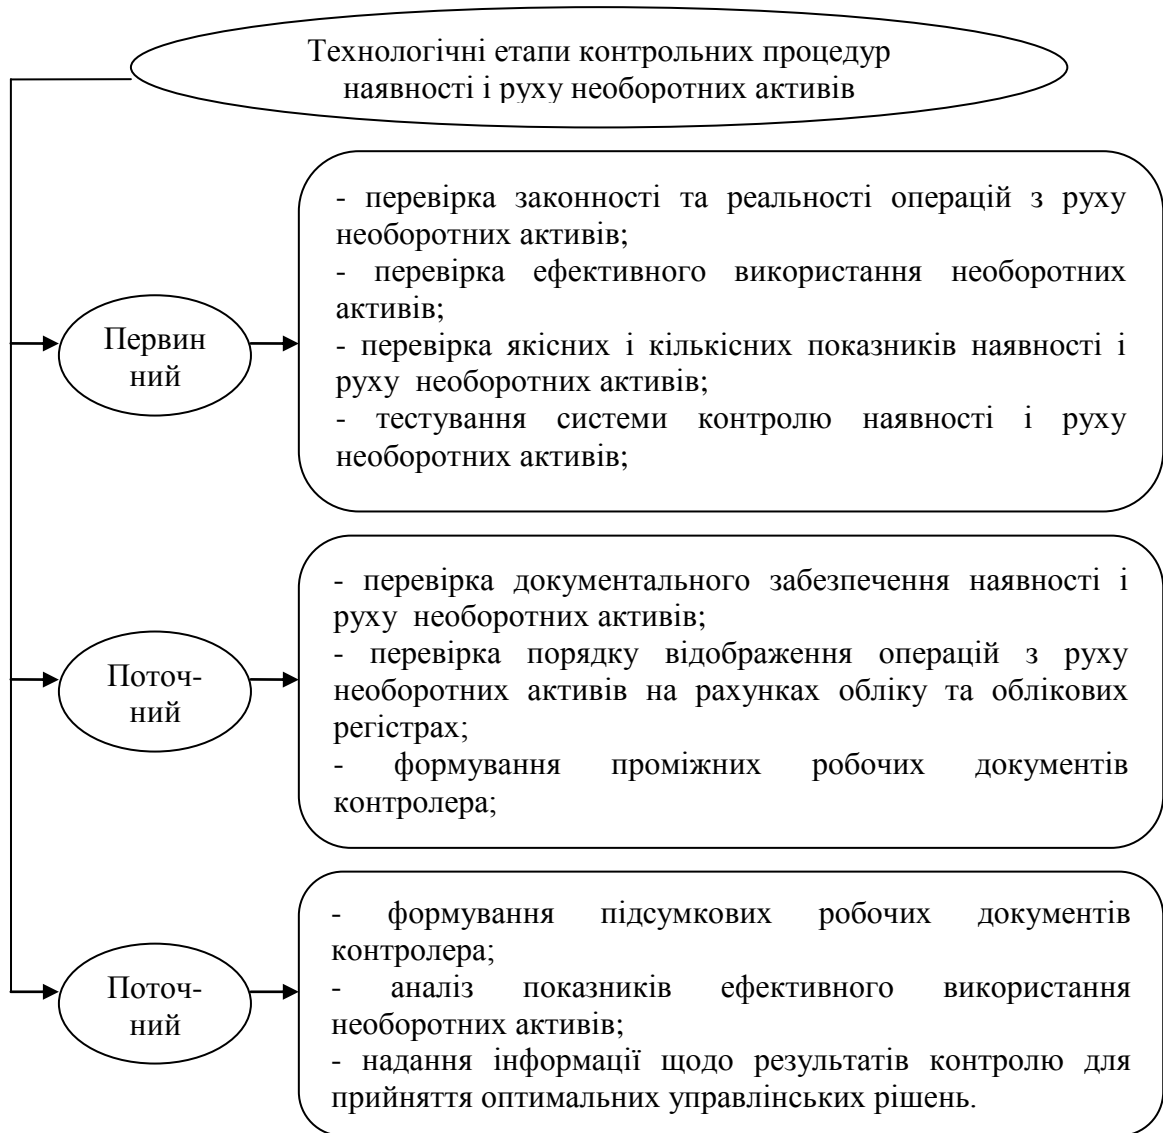 Технологічні етапи контрольних процедур
наявності і руху необоротних активів
- перевірка законності та реальності операцій з руху
необоротних активів;
- перевірка ефективного використання необоротних
активів;
- перевірка якісних і кількісних показників наявності і
руху необоротних активів;
- тестування системи контролю наявності і руху
необоротних активів;
Первин
ний
- перевірка документального забезпечення наявності і
руху необоротних активів;
- перевірка порядку відображення операцій з руху
необоротних активів на рахунках обліку та облікових
регістрах;
- формування проміжних робочих документів
контролера;
Поточ-
ний
- формування підсумкових робочих документів
контролера;
- аналіз показників ефективного використання
необоротних активів;
- надання інформації щодо результатів контролю для
прийняття оптимальних управлінських рішень.
Поточ-
ний